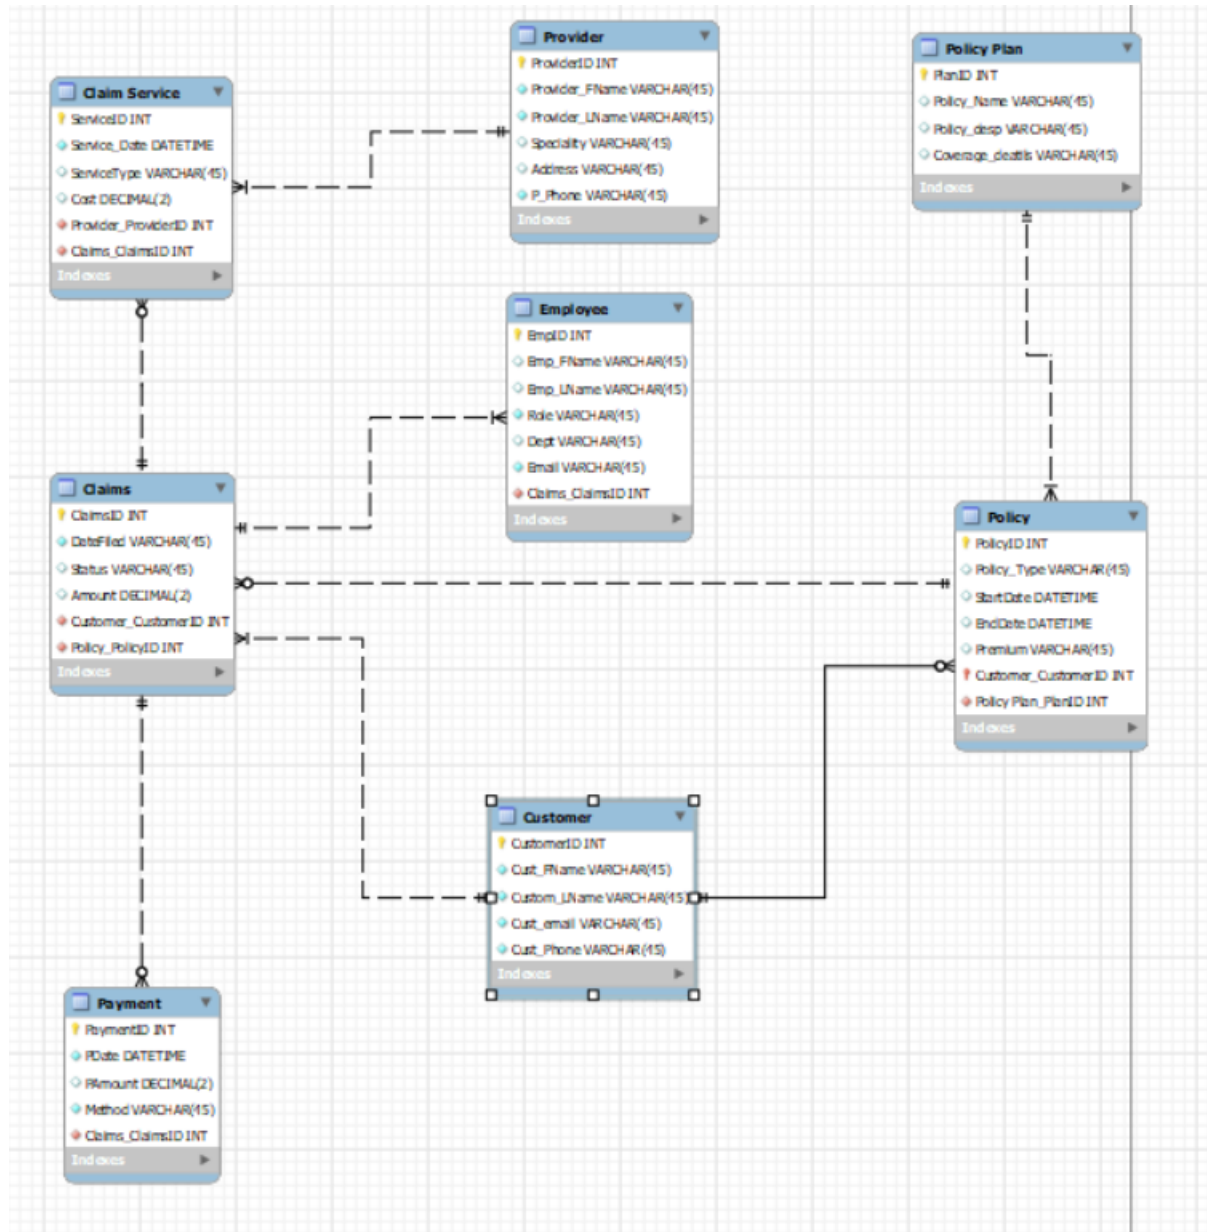 Provider
ProviderID INT
Provider_FName VARCHAR(45)
Provider_LName VARCHAR(45)
Speciality VARCHAR(45)
Address VARCHAR(45)
P_Phone VARCHAR(45)
Indexes
Policy Plan
PlanID INT
Policy_Name VARCHAR(45)
Policy_desp VARCHAR(45)
Coverage_deatils VARCHAR(45)
Indexes
Claim Service
ServiceID INT
Service_Date DATETIME
ServiceType VARCHAR(45)
Cost DECIMAL(2)
Provider_ProviderID INT
Claims_ClaimsID INT
Indexes
Employee
EmpID INT
Emp_FName VARCHAR(45)
Emp_LName VARCHAR(45)
Role VARCHAR(45)
Dept VARCHAR(45)
Email VARCHAR(45)
Claims_ClaimsID INT
Indexes
Claims
ClaimsID INT
DateFiled VARCHAR(45)
Status VARCHAR(45)
Amount DECIMAL(2)
Customer_CustomerID INT
Policy_PolicyID INT
Indexes
Policy
PolicyID INT
Policy_Type VARCHAR(45)
StartDate DATETIME
EndDate DATETIME
Premium VARCHAR(45)
Customer_CustomerID INT
Policy Plan_PlanID INT
Indexes
Customer
CustomerID INT
Cust_FName VARCHAR(45)
Custom_LName VARCHAR(45)
Cust_email VARCHAR(45)
Cust_Phone VARCHAR(45)
Indexes
Payment
PaymentID INT
PDate DATETIME
PAmount DECIMAL(2)
Method VARCHAR(45)
Claims_ClaimsID INT
Indexes